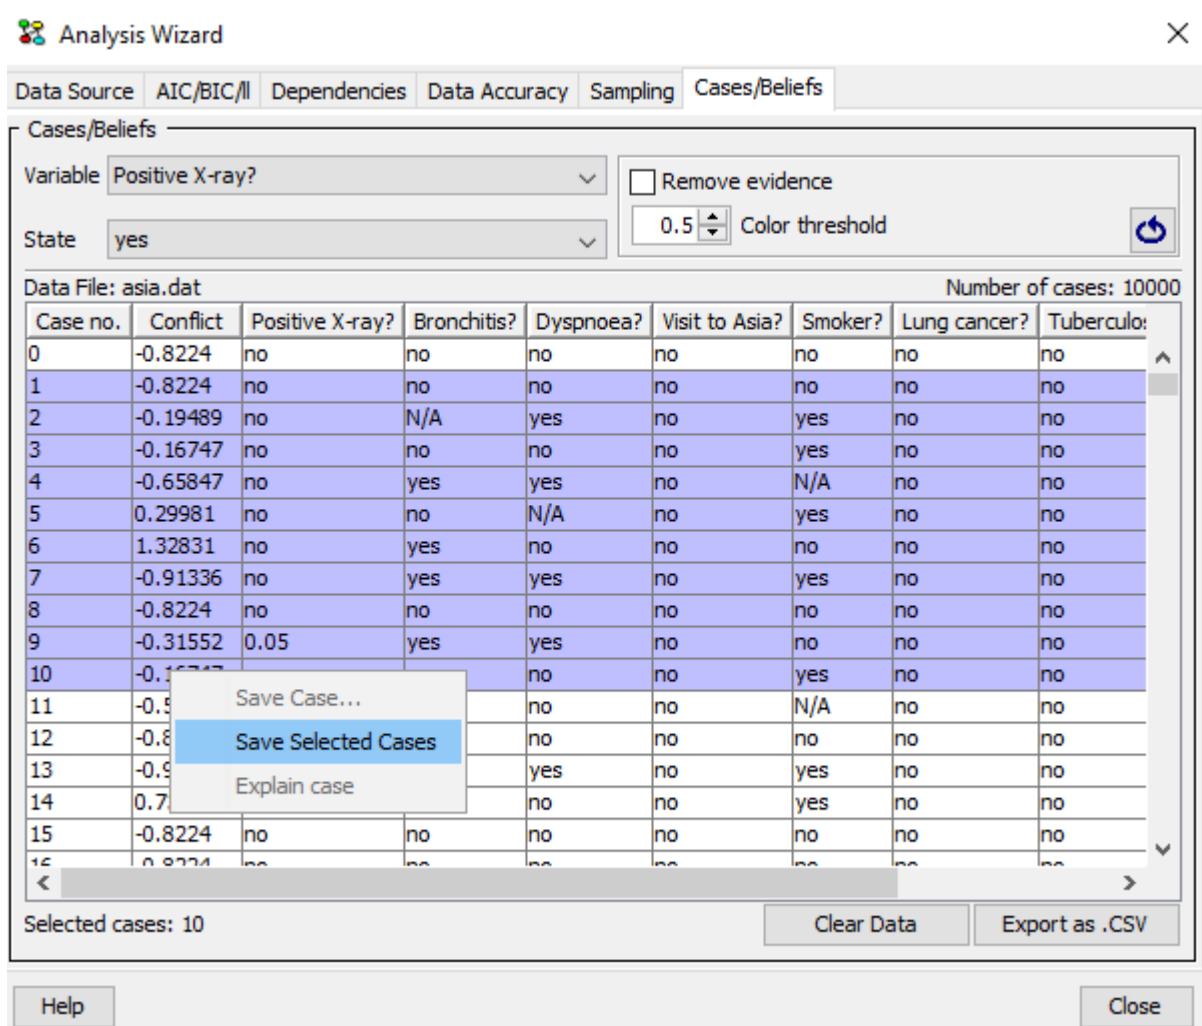 Analysis Wizard
Data Source AIC/BIC/ll Dependencies Data Accuracy Sampling Cases/Beliefs
Cases/Beliefs
Variable Positive X-ray? Remove evidence
0.5 Color threshold
State yes
Data File: asia.dat Number of cases: 10000
Case no. Conflict Positive X-ray? Bronchitis? Dyspnoea? Visit to Asia? Smoker? Lung cancer? Tuberculos
0 -0.8224 no no no no no no no
1 -0.8224 no no no no no no no
2 -0.19489 no N/A yes no yes no no
3 -0.16747 no no no no yes no no
4 -0.65847 no yes yes no N/A no no
5 0.29981 no no N/A no yes no no
6 1.32831 no yes no no no no no
7 -0.91336 no yes yes no yes no no
8 -0.8224 no no no no no no no
9 -0.31552 0.05 yes yes no no no no
10 no no yes no no
Save Case...
11 -0.5 no no N/A no no
12 -0.8 no no no no no
Save Selected Cases
13 -0.9 yes no yes no no
Explain case
14 0.7 no no yes no no
15 -0.8224 no no no no no no no
Selected cases: 10 Clear Data Export as .CSV
Help Close